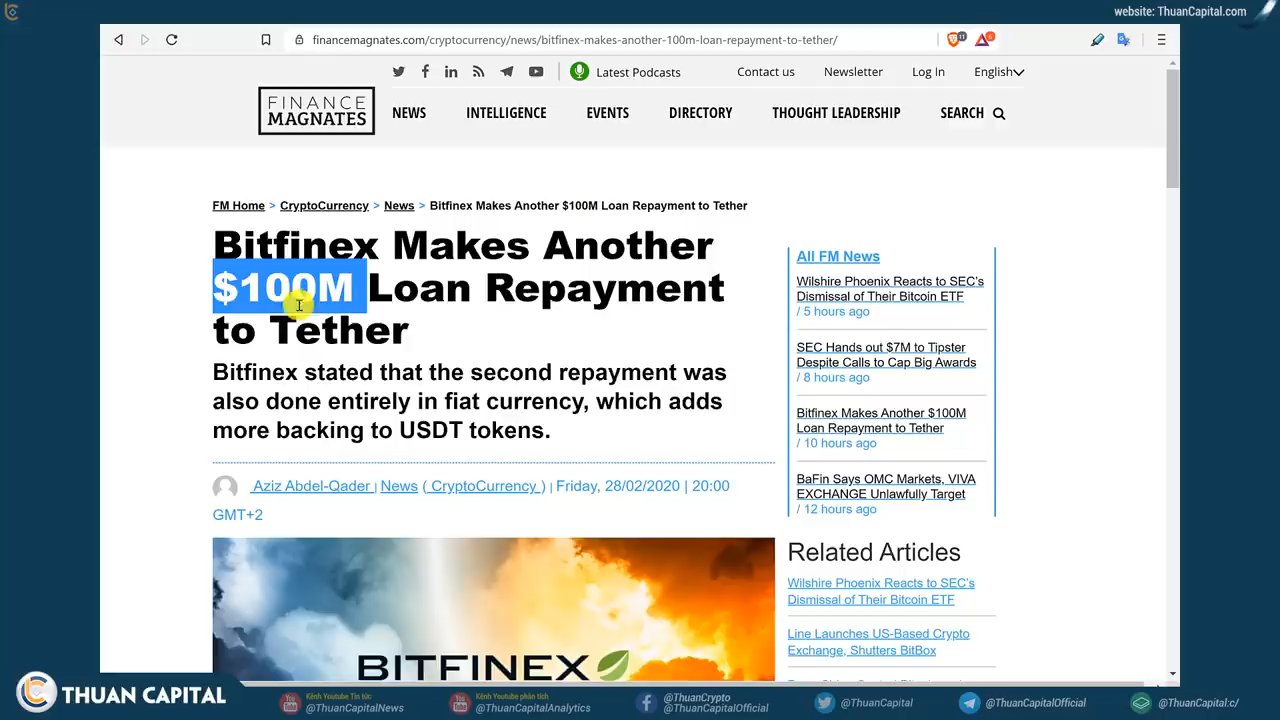 website: ThuanCapital.com
financemagnates.com/cryptocurrency/news/bitfinex-makes-another-100m-loan-repayment-to-tether/
Latest Podcasts
Contact us
Newsletter
Log In
English
FINANCE
MAGNATES
NEWS
INTELLIGENCE
EVENTS
DIRECTORY
THOUGHT LEADERSHIP
SEARCH
FM Home > CryptoCurrency > News > Bitfinex Makes Another $100M Loan Repayment to Tether
Bitfinex Makes Another
$100M Loan Repayment
to Tether
Bitfinex stated that the second repayment was
also done entirely in fiat currency, which adds
more backing to USDT tokens.
Aziz Abdel-Qader | News ( CryptoCurrency ) | Friday, 28/02/2020 | 20:00
GMT+2
BITFINEX
All FM News
Wilshire Phoenix Reacts to SEC's
Dismissal of Their Bitcoin ETF
/ 5 hours ago
SEC Hands out $7M to Tipster
Despite Calls to Cap Big Awards
/ 8 hours ago
Bitfinex Makes Another $100M
Loan Repayment to Tether
/ 10 hours ago
BaFin Says OMC Markets, VIVA
EXCHANGE Unlawfully Target
/ 12 hours ago
Related Articles
Wilshire Phoenix Reacts to SEC's
Dismissal of Their Bitcoin ETF
Line Launches US-Based Crypto
Exchange, Shutters BitBox
THUAN CAPITAL
Kênh Youtube Tin tức
@ThuanCapitalNews
Kênh Youtube phân tích
@ThuanCapitalAnalytics
@ThuanCrypto
@ThuanCapitalOfficial
@ThuanCapital
@ThuanCapitalOfficial
@ThuanCapital:c/